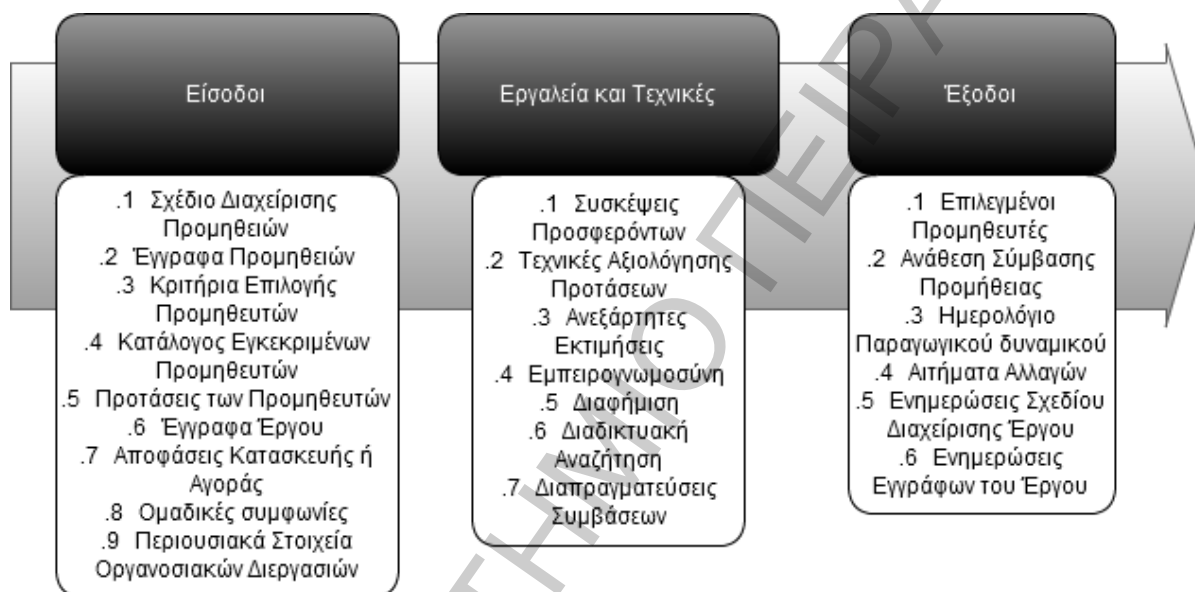 Είσοδοι
.1 Σχέδιο Διαχείρισης
Προμηθειών
.2 Έγγραφα Προμηθειών
.3 Κριτήρια Επιλογής
Προμηθευτών
.4 Κατάλογος Εγκεκριμένων
Προμηθευτών
.5 Προτάσεις των Προμηθευτών
.6 Έγγραφα Έργου
.7 Αποφάσεις Κατασκευής ή
Αγοράς
.8 Ομαδικές συμφωνίες
.9 Περιουσιακά Στοιχεία
Οργανοσιακών Διεργασιών
Εργαλεία και Τεχνικές
.1 Συσκέψεις
Προσφερόντων
.2 Τεχνικές Αξιολόγησης
Προτάσεων
.3 Ανεξάρτητες
Εκτιμήσεις
.4 Εμπειρογνωμοσύνη
.5 Διαφήμιση
.6 Διαδικτυακή
Αναζήτηση
.7 Διαπραγματεύσεις
Συμβάσεων
Έξοδοι
.1 Επιλεγμένοι
Προμηθευτές
.2 Ανάθεση Σύμβασης
Προμήθειας
.3 Ημερολόγιο
Παραγωγικού δυναμικού
.4 Αιτήματα Αλλαγών
.5 Ενημερώσεις Σχεδίου
Διαχείρισης Έργου
.6 Ενημερώσεις
Εγγράφων του Έργου
ΤΗΜΙΟ ΠΕΙΡΑ